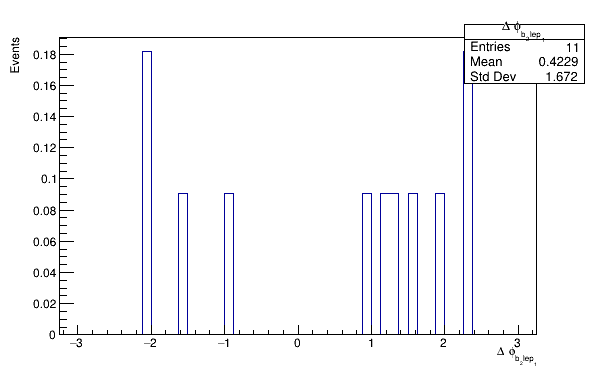 Δ ϕ b₂lep₁
Entries 11
Mean 0.4229
Std Dev 1.672
Events
0.18
0.16
0.14
0.12
0.1
0.08
0.06
0.04
0.02
0
−3 −2 −1 0 1 2 3
Δ ϕ b₂lep₁